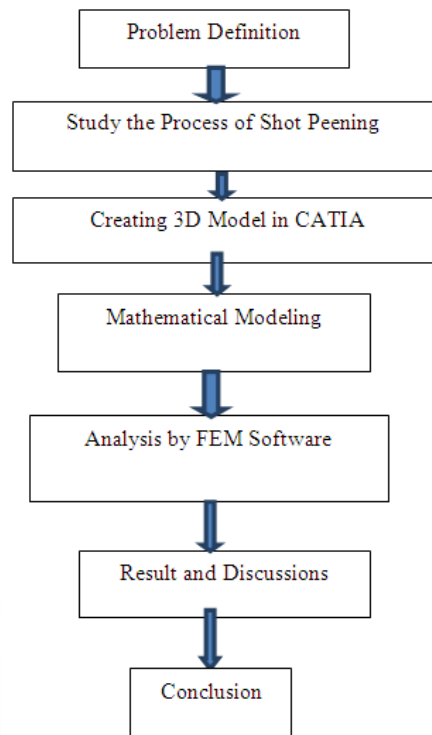 Problem Definition
Study the Process of Shot Peening
Creating 3D Model in CATIA
Mathematical Modeling
Analysis by FEM Software
Result and Discussions
Conclusion